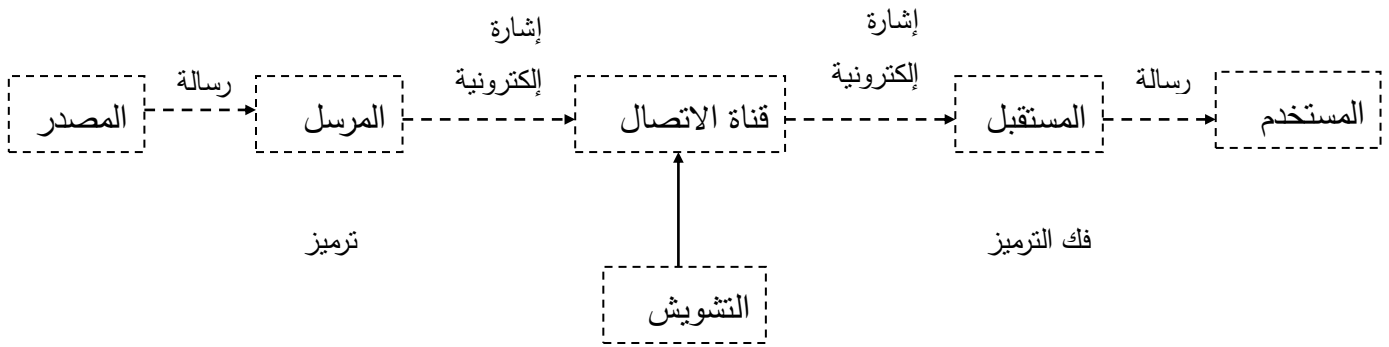 المصدر
رسالة
المرسل
إشارة
إلكترونية
قناة الاتصال
إشارة
إلكترونية
المستقبل
رسالة
المستخدم
ترميز
فك الترميز
التشويش